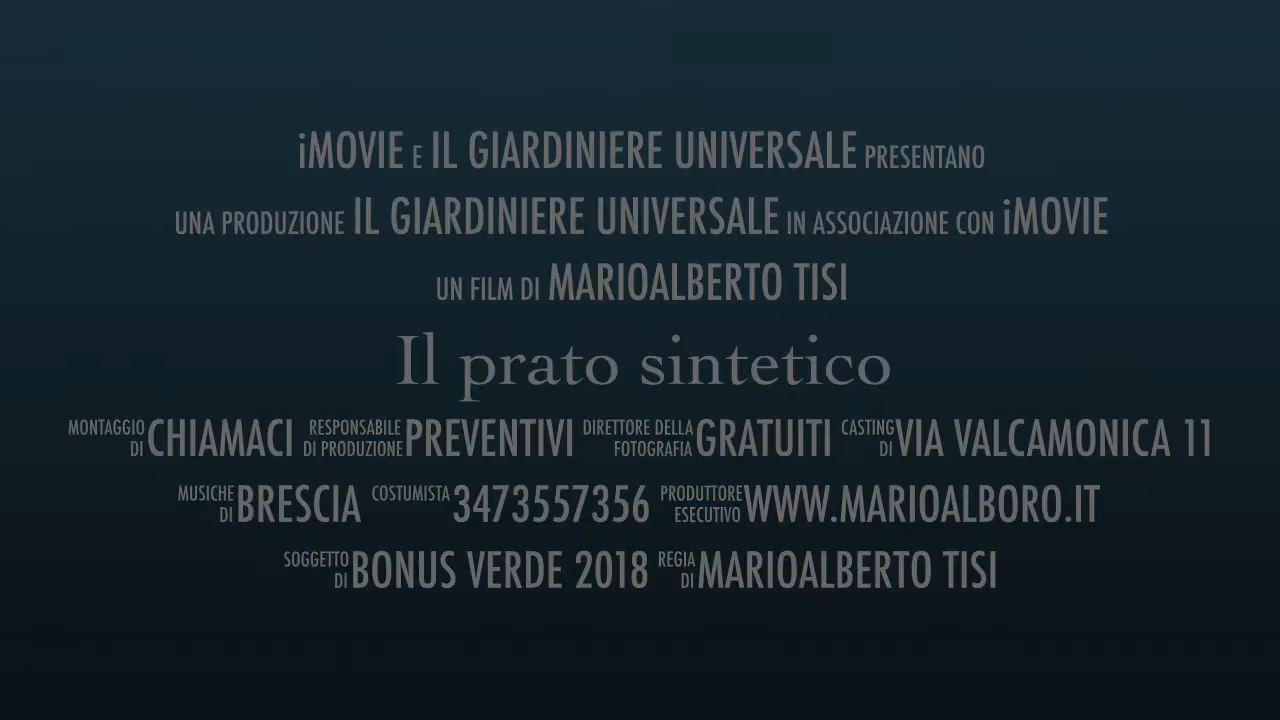 iMOVIE E IL GIARDINIERE UNIVERSALE PRESENTANO
UNA PRODUZIONE IL GIARDINIERE UNIVERSALE IN ASSOCIAZIONE CON iMOVIE
UN FILM DI MARIOALBERTO TISI
Il prato sintetico
MONTAGGIO DI CHIAMACI RESPONSABILE DI PRODUZIONE PREVENTIVI DIRETTORE DELLA FOTOGRAFIA GRATUITI CASTING DI VIA VALCAMONICA 11
MUSICHE DI BRESCIA COSTUMISTA 3473557356 PRODUTTORE ESECUTIVO WWW.MARIOALBORO.IT
SOGGETTO DI BONUS VERDE 2018 REGIA DI MARIOALBERTO TISI